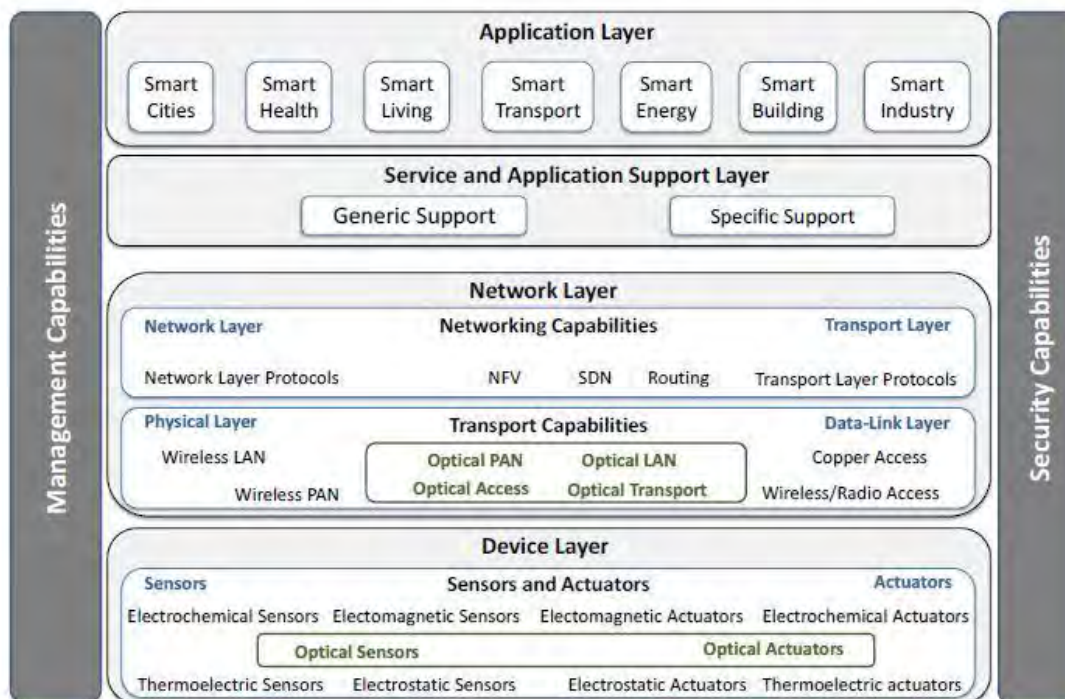 Management Capabilities
Application Layer
Smart Cities
Smart Health
Smart Living
Smart Transport
Smart Energy
Smart Building
Smart Industry
Service and Application Support Layer
Generic Support
Specific Support
Network Layer
Network Layer
Networking Capabilities
Transport Layer
Network Layer Protocols
NFV
SDN
Routing
Transport Layer Protocols
Physical Layer
Transport Capabilities
Data-Link Layer
Wireless LAN
Optical PAN
Optical LAN
Copper Access
Wireless PAN
Optical Access
Optical Transport
Wireless/Radio Access
Device Layer
Sensors
Sensors and Actuators
Actuators
Electrochemical Sensors
Electomagnetic Sensors
Electomagnetic Actuators
Electrochemical Actuators
Optical Sensors
Optical Actuators
Thermoelectric Sensors
Electrostatic Sensors
Electrostatic Actuators
Thermoelectric actuators
Security Capabilities